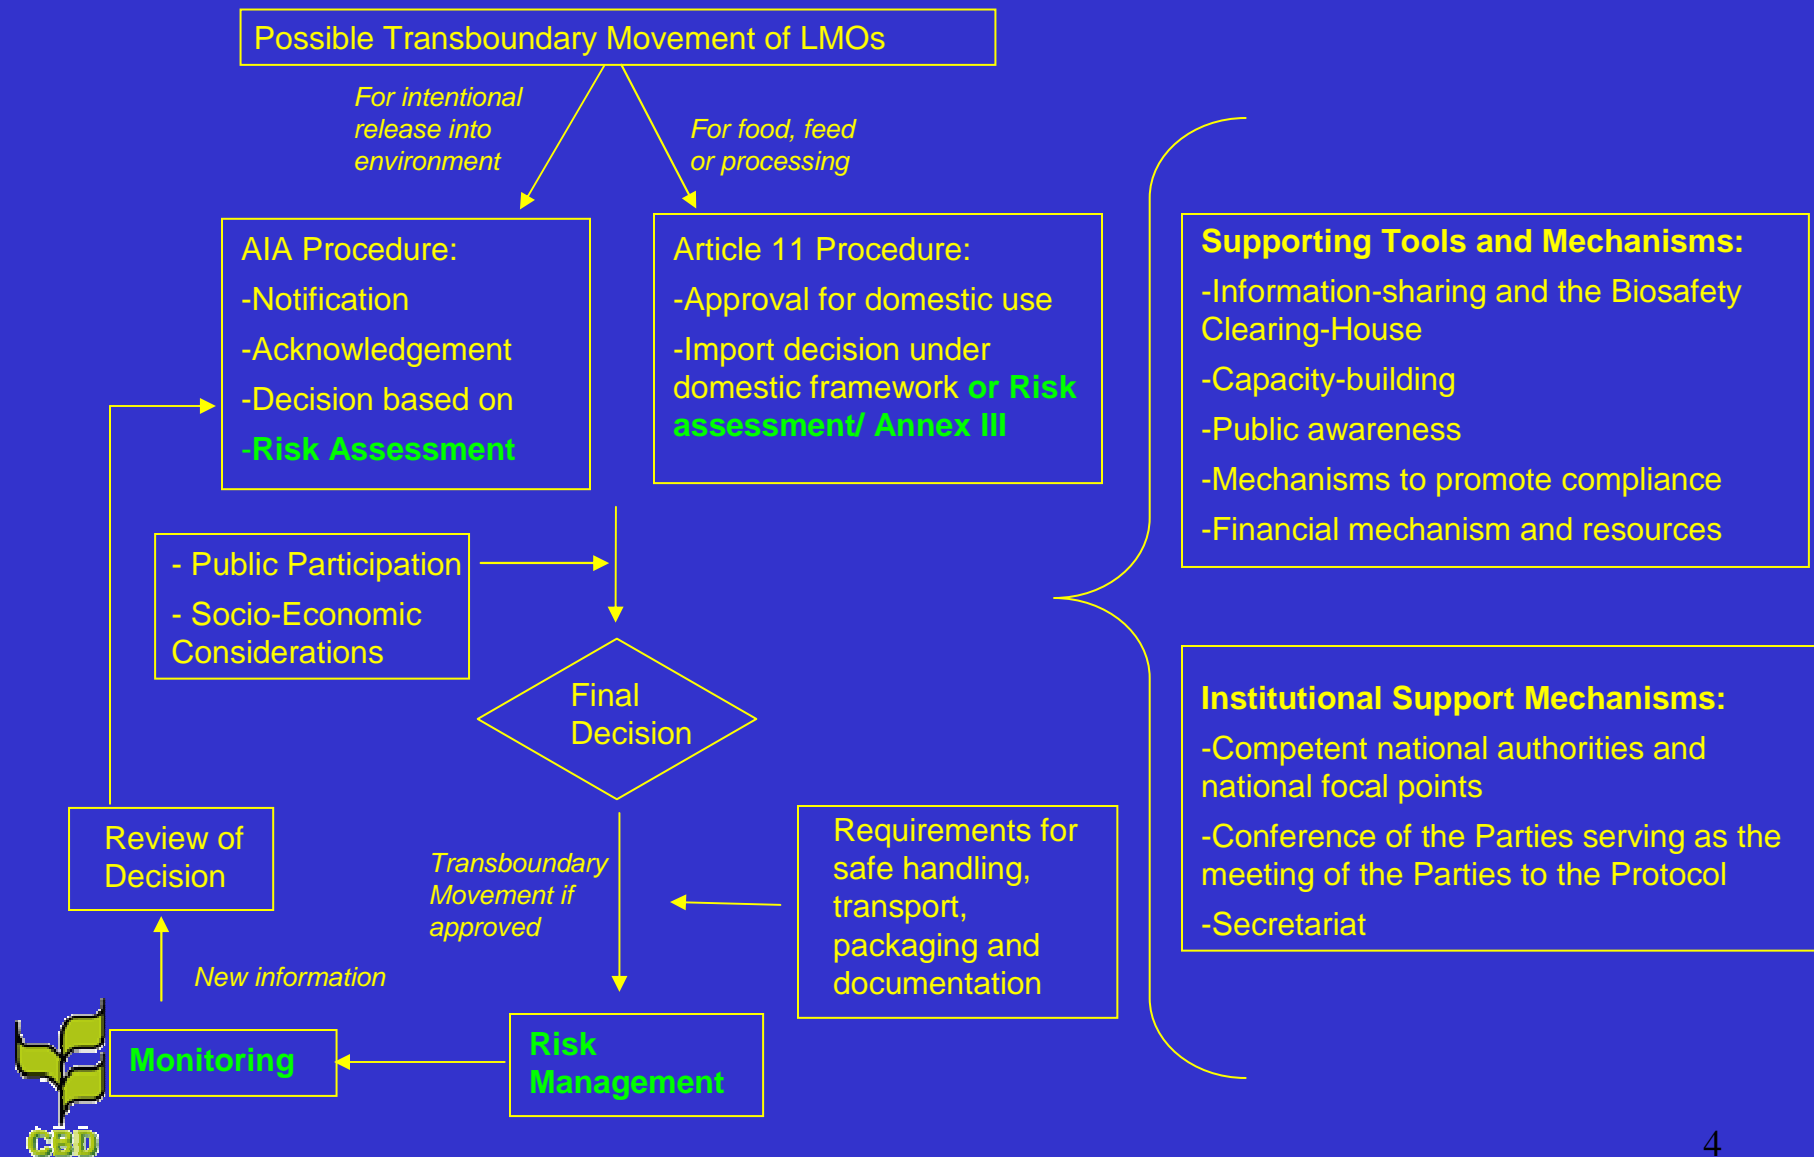 Possible Transboundary Movement of LMOs
For intentional
release into
environment
For food, feed
or processing
AIA Procedure:
-Notification
-Acknowledgement
-Decision based on
-Risk Assessment
Article 11 Procedure:
-Approval for domestic use
-Import decision under
domestic framework or Risk
assessment/ Annex III
- Public Participation
- Socio-Economic
Considerations
Final
Decision
Review of
Decision
Transboundary
Movement if
approved
Requirements for
safe handling,
transport,
packaging and
documentation
New information
Monitoring
Risk
Management
Supporting Tools and Mechanisms:
-Information-sharing and the Biosafety
Clearing-House
-Capacity-building
-Public awareness
-Mechanisms to promote compliance
-Financial mechanism and resources
Institutional Support Mechanisms:
-Competent national authorities and
national focal points
-Conference of the Parties serving as the
meeting of the Parties to the Protocol
-Secretariat
CBD
4